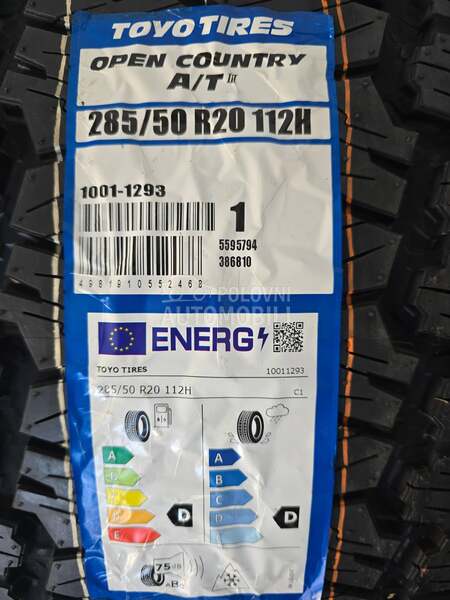 TOYO TIRES
OPEN COUNTRY
A/T III
285/50 R20 112H
1001-1293
1
5595794
386810
4981910552468
POLOVNI
AUTOMOBILI
ENERG
TOYO TIRES 10011293
285/50 R20 112H C1
A A
B B
C C
D D D
E E
75 dB